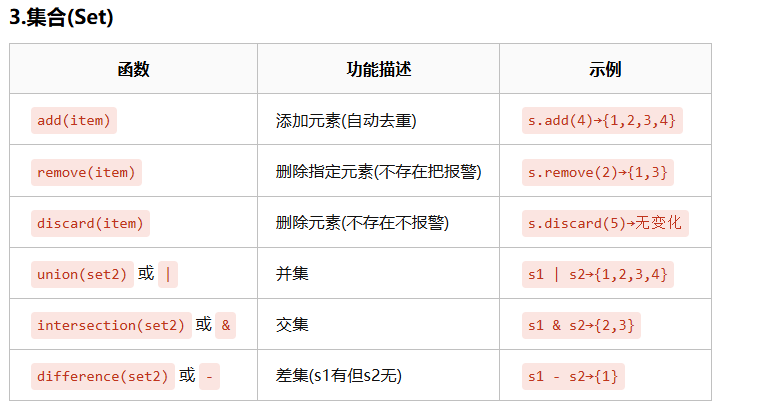 3.集合(Set)
函数 功能描述 示例
add(item) 添加元素(自动去重) s.add(4)→{1,2,3,4}
remove(item) 删除指定元素(不存在把报警) s.remove(2)→{1,3}
discard(item) 删除元素(不存在不报警) s.discard(5)→无变化
union(set2) 或 | 并集 s1 | s2→{1,2,3,4}
intersection(set2) 或 & 交集 s1 & s2→{2,3}
difference(set2) 或 - 差集(s1有但s2无) s1 - s2→{1}